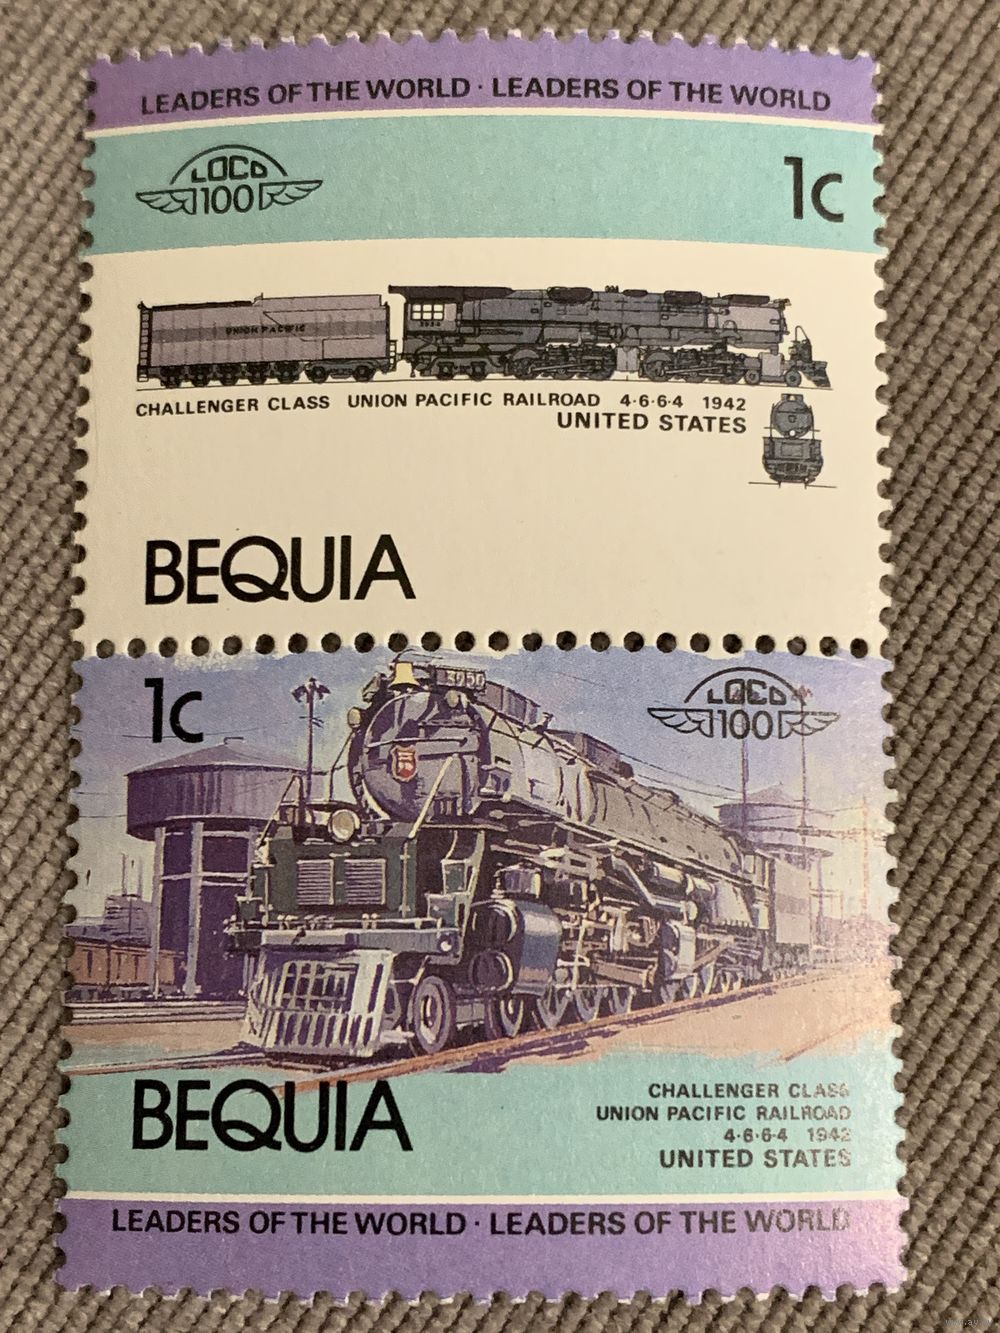 LEADERS OF THE WORLD · LEADERS OF THE WORLD
LOCO
100
1c
UNION PACIFIC
3950
CHALLENGER CLASS UNION PACIFIC RAILROAD 4·6·6·4 1942
UNITED STATES
BEQUIA
1c
3950
LOCO
100
BEQUIA
CHALLENGER CLASS
UNION PACIFIC RAILROAD
4·6·6·4 1942
UNITED STATES
LEADERS OF THE WORLD · LEADERS OF THE WORLD